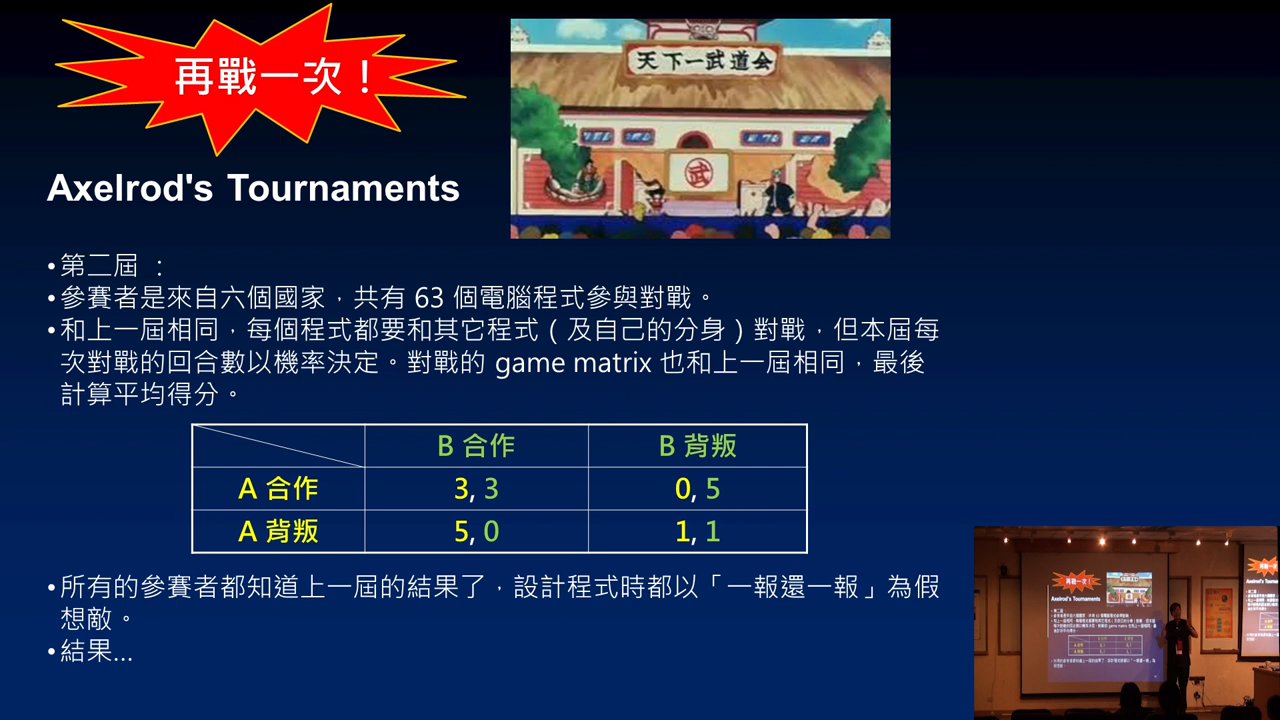 再戰一次！
天下一武道会
武
Axelrod's Tournaments
•第二屆 ：
•參賽者是來自六個國家，共有 63 個電腦程式參與對戰。
•和上一屆相同，每個程式都要和其它程式（及自己的分身）對戰，但本屆每
次對戰的回合數以機率決定。對戰的 game matrix 也和上一屆相同，最後
計算平均得分。
B 合作 B 背叛
A 合作 3, 3 0, 5
A 背叛 5, 0 1, 1
•所有的參賽者都知道上一屆的結果了，設計程式時都以「一報還一報」為假
想敵。
•結果...
再戰一次！
Axelrod's Tournaments